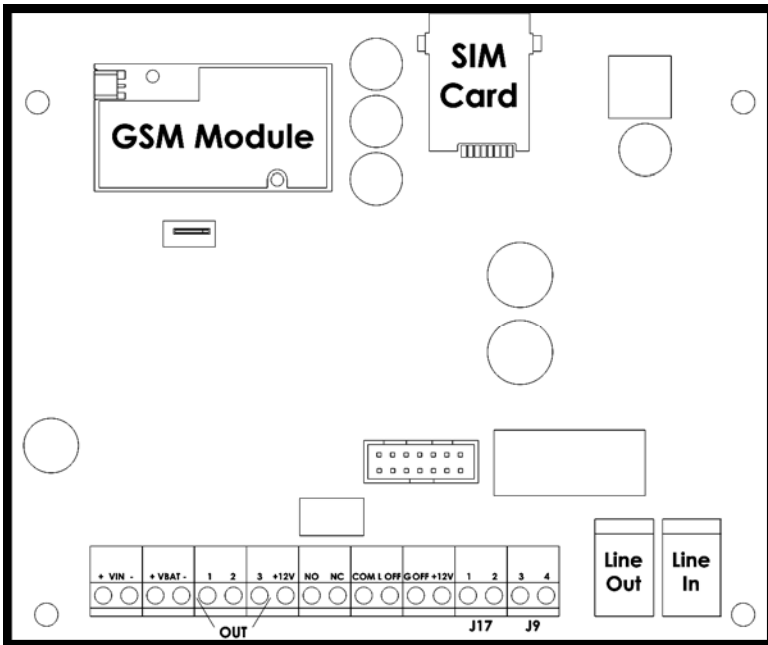 SIM
Card
GSM Module
+ VIN - + VBAT - 1 2 3 +12V NO NC COM L OFF G OFF +12V 1 2 3 4
Line
Out
Line
In
OUT J17 J9